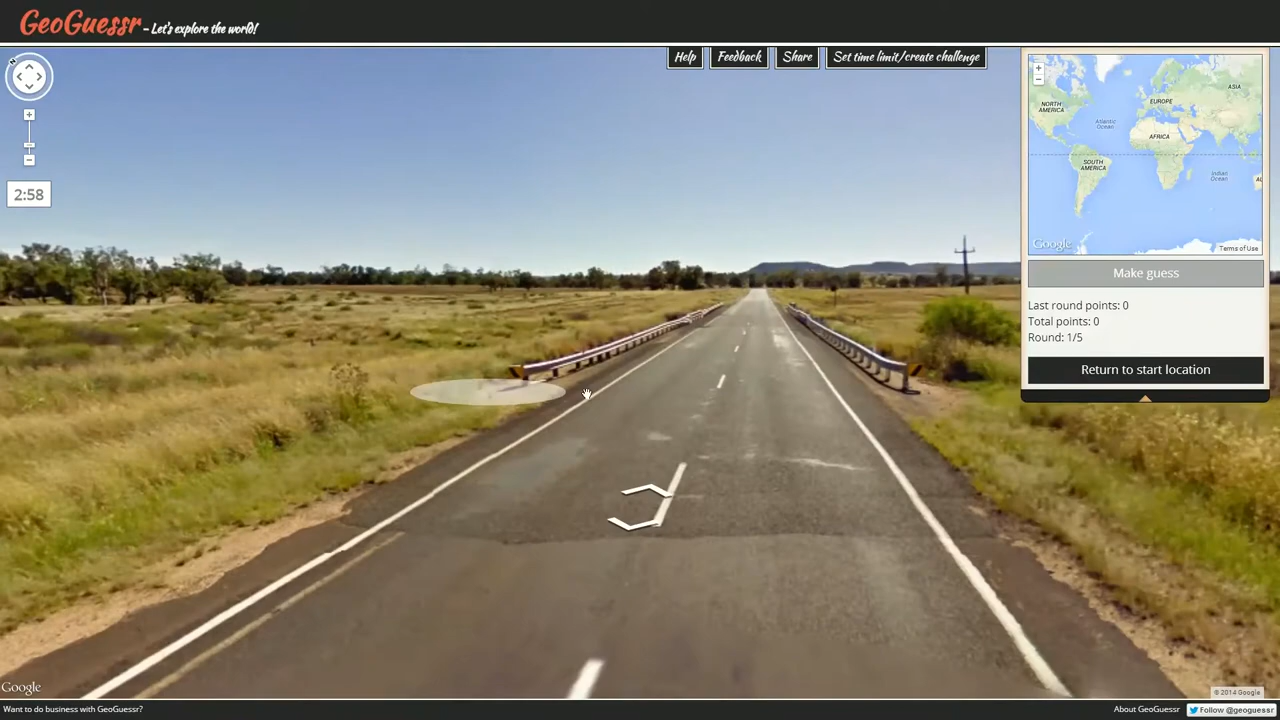 GeoGuessr - Let's explore the world!
Help
Feedback
Share
Set time limit/create challenge
2:58
NORTH AMERICA
Atlantic Ocean
EUROPE
ASIA
AFRICA
SOUTH AMERICA
Indian Ocean
AU
Google
Terms of Use
Make guess
Last round points: 0
Total points: 0
Round: 1/5
Return to start location
Google
© 2014 Google
Want to do business with GeoGuessr?
About GeoGuessr
Follow @geoguessr